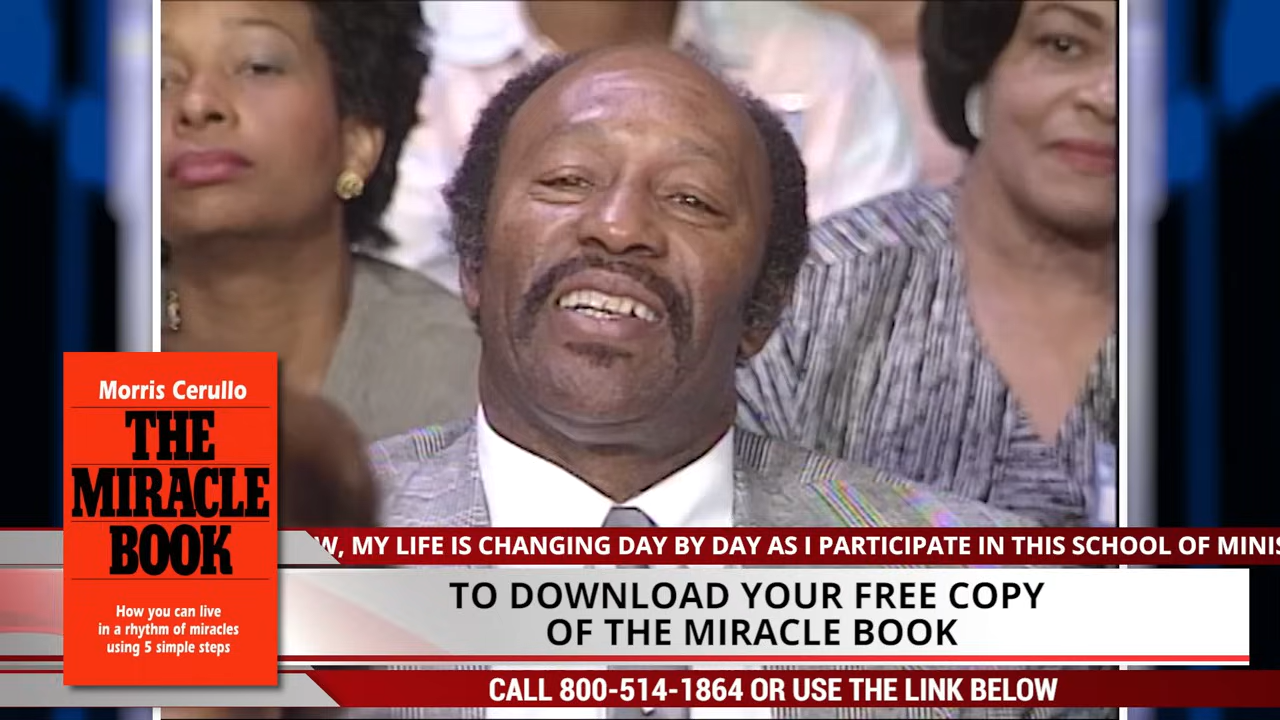 Morris Cerullo
THE
MIRACLE
BOOK
How you can live
in a rhythm of miracles
using 5 simple steps
MY LIFE IS CHANGING DAY BY DAY AS I PARTICIPATE IN THIS SCHOOL OF
TO DOWNLOAD YOUR FREE COPY
OF THE MIRACLE BOOK
CALL 800-514-1864 OR USE THE LINK BELOW